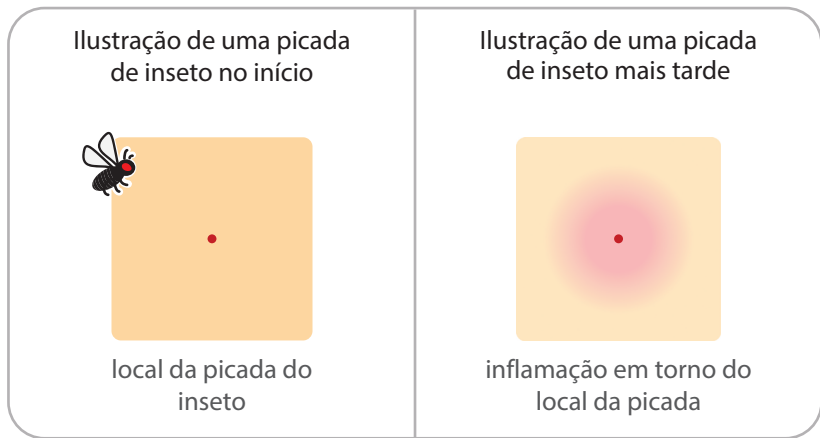 Ilustração de uma picada
de inseto no início
local da picada do
inseto
Ilustração de uma picada
de inseto mais tarde
inflamação em torno do
local da picada